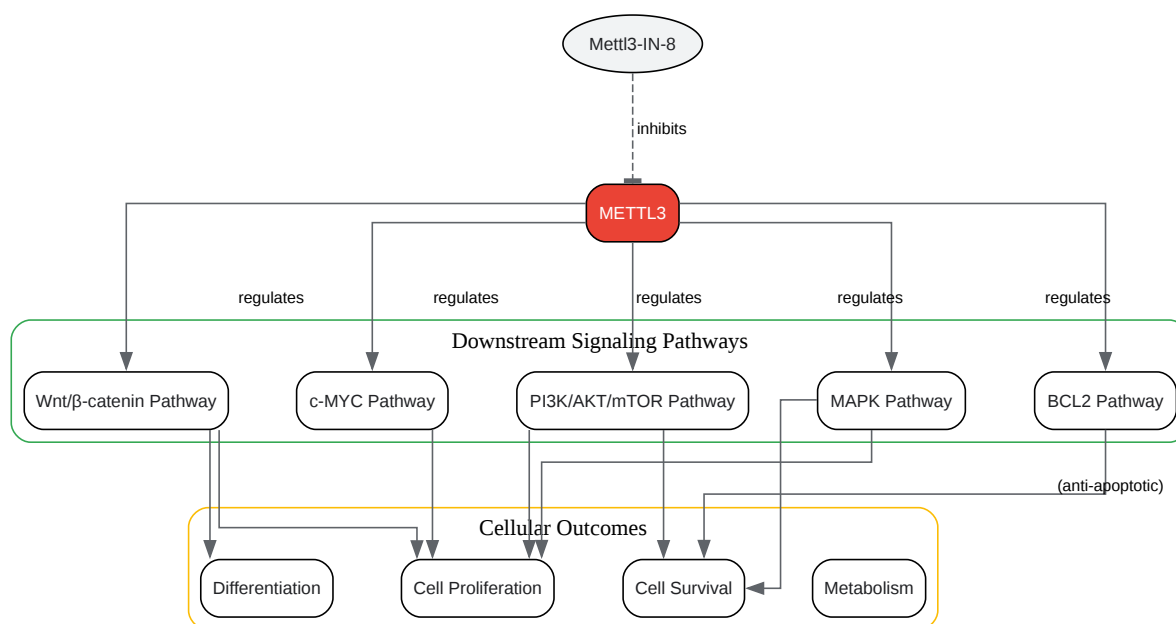 Mettl3-IN-8
inhibits
METTL3
regulates
regulates
regulates
regulates
regulates
Downstream Signaling Pathways
Wnt/β-catenin Pathway
c-MYC Pathway
PI3K/AKT/mTOR Pathway
MAPK Pathway
BCL2 Pathway
(anti-apoptotic)
Cellular Outcomes
Differentiation
Cell Proliferation
Cell Survival
Metabolism